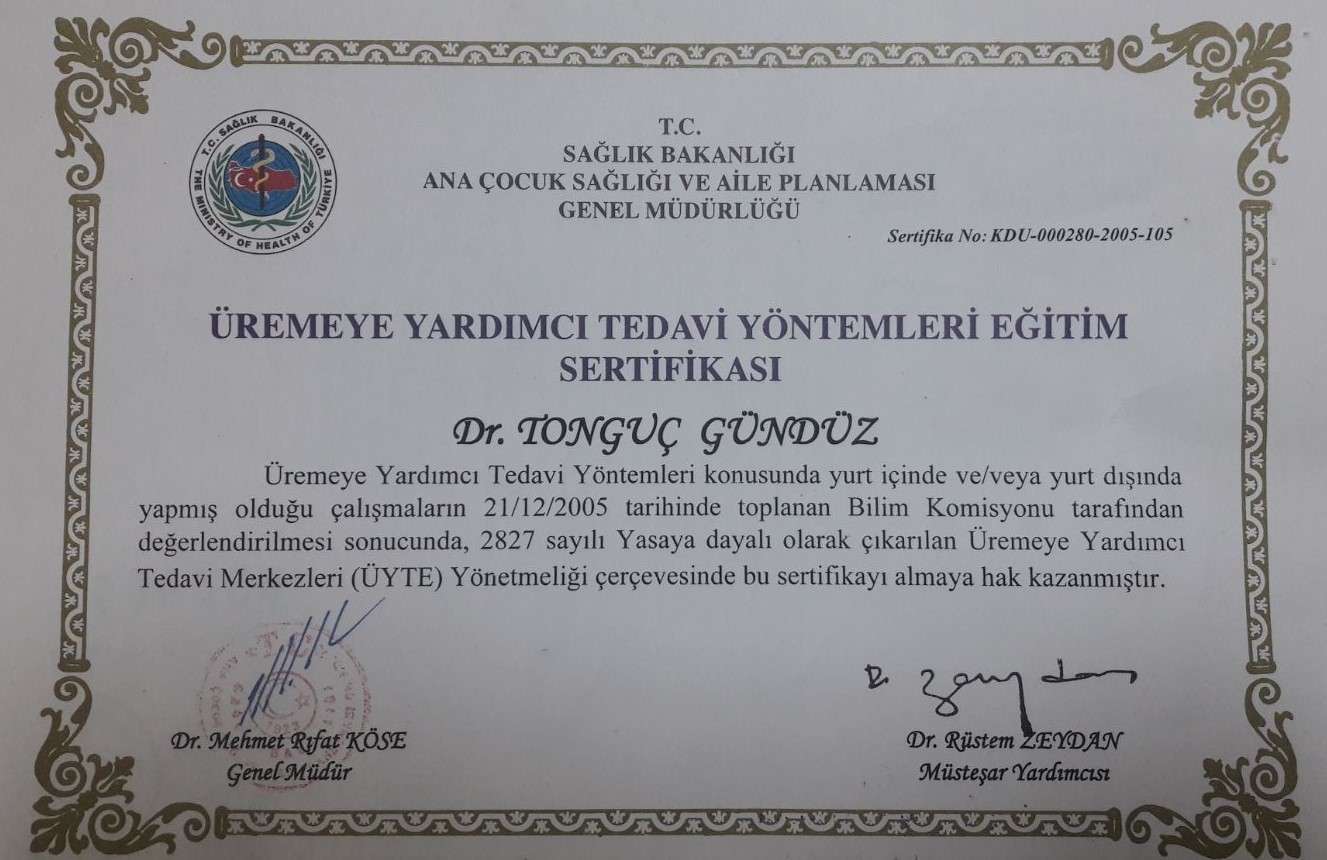 T.C. SAĞLIK BAKANLIĞI
THE MINISTRY OF HEALTH OF TÜRKİYE
T.C.
SAĞLIK BAKANLIĞI
ANA ÇOCUK SAĞLIĞI VE AİLE PLANLAMASI
GENEL MÜDÜRLÜĞÜ
Sertifika No: KDU-000280-2005-105
ÜREMEYE YARDIMCI TEDAVİ YÖNTEMLERİ EĞİTİM
SERTİFİKASI
Dr. TONGUÇ GÜNDÜZ
Üremeye Yardımcı Tedavi Yöntemleri konusunda yurt içinde ve/veya yurt dışında
yapmış olduğu çalışmaların 21/12/2005 tarihinde toplanan Bilim Komisyonu tarafından
değerlendirilmesi sonucunda, 2827 sayılı Yasaya dayalı olarak çıkarılan Üremeye Yardımcı
Tedavi Merkezleri (ÜYTE) Yönetmeliği çerçevesinde bu sertifikayı almaya hak kazanmıştır.
R. Zeydan
Dr. Mehmet Rıfat KÖSE
Genel Müdür
Dr. Rüstem ZEYDAN
Müsteşar Yardımcısı